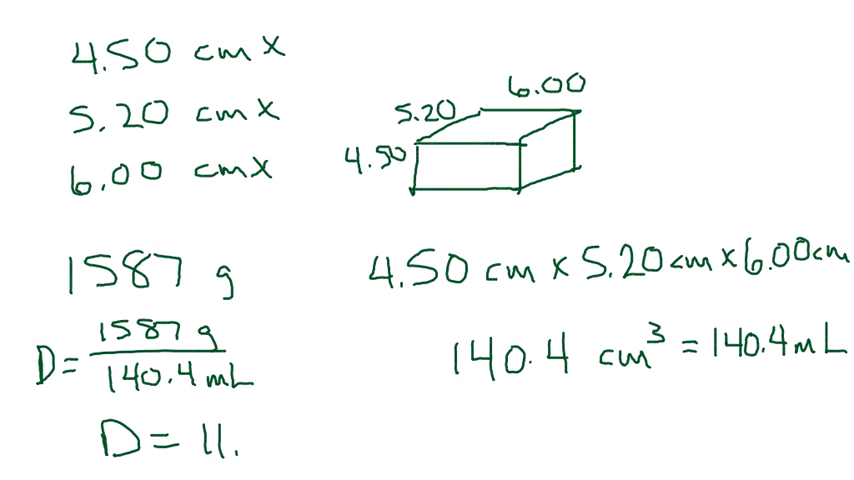 4.50 cm x
5.20 cm x
6.00 cm x
6.00
5.20
4.50
1587 g
4.50 cm x 5.20 cm x 6.00 cm
D = 1587 g / 140.4 mL
140.4 cm³ = 140.4 mL
D = 11.